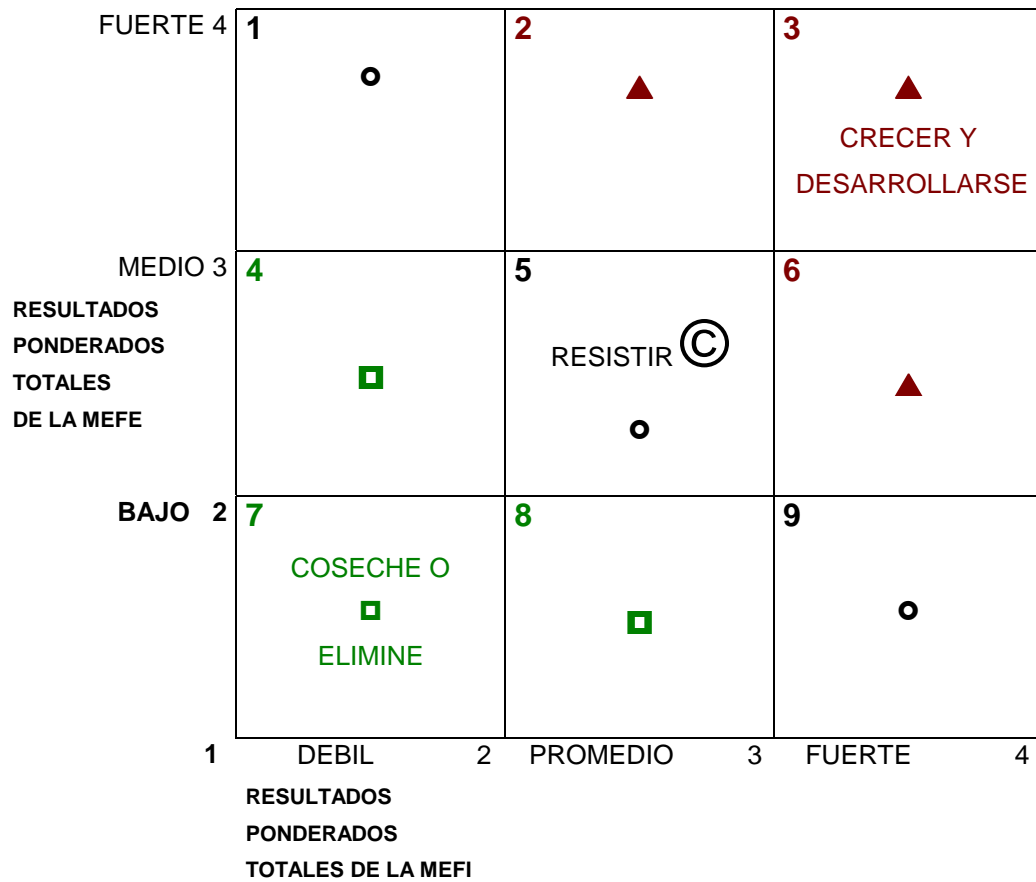 FUERTE 4
1
2
3
CRECER Y
DESARROLLARSE
MEDIO 3
4
5
6
RESULTADOS
PONDERADOS
TOTALES
DE LA MEFE
RESISTIR ©
BAJO 2
7
8
9
COSECHE O
ELIMINE
1 DEBIL 2 PROMEDIO 3 FUERTE 4
RESULTADOS
PONDERADOS
TOTALES DE LA MEFI